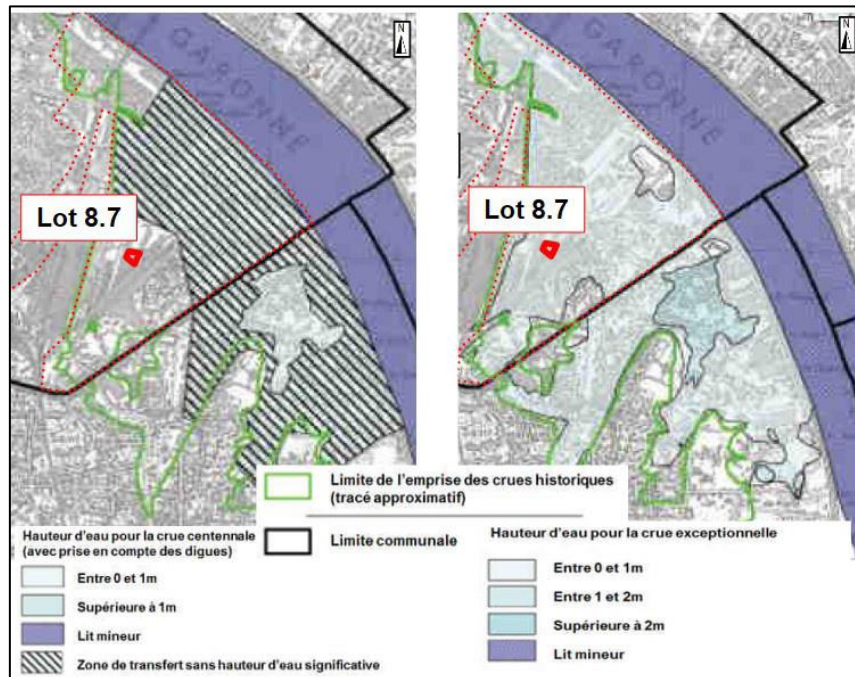 GARONNE
N
Lot 8.7
GARONNE
N
Lot 8.7
Limite de l'emprise des crues historiques
(tracé approximatif)
Limite communale
Hauteur d'eau pour la crue centennale
(avec prise en compte des digues)
Entre 0 et 1m
Supérieure à 1m
Lit mineur
Zone de transfert sans hauteur d'eau significative
Hauteur d'eau pour la crue exceptionnelle
Entre 0 et 1m
Entre 1 et 2m
Supérieure à 2m
Lit mineur